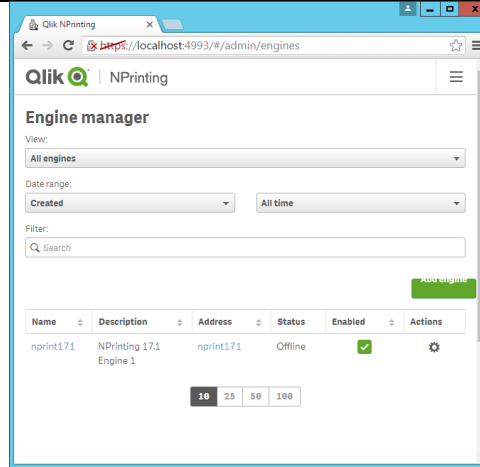 Qlik NPrinting
https://localhost:4993/#/admin/engines
Qlik NPrinting
Engine manager
View:
All engines
Date range:
Created All time
Filter:
Search
Add engine
Name Description Address Status Enabled Actions
nprint171 NPrinting 17.1 nprint171 Offline
Engine 1
10 25 50 100